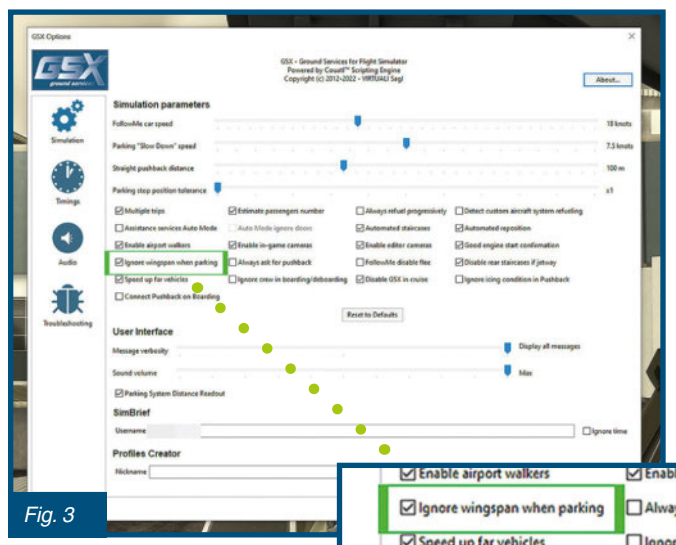 GSX Options
GSX
ground services
GSX - Ground Services for Flight Simulator
Powered by Couatl™ Scripting Engine
Copyright (c) 2012-2022 - VIRTUALI Sagl
About...
Simulation
Timings
Audio
Troubleshooting
Simulation parameters
FollowMe car speed 18 knots
Parking "Slow Down" speed 7.5 knots
Straight pushback distance 100 m
Parking stop position tolerance x1
Multiple trips Estimate passengers number Always refuel progressively Detect custom aircraft system refueling
Assistance services Auto Mode Auto Mode ignore doors Automated staircases Automated reposition
Enable airport walkers Enable in-game cameras Enable editor cameras Good engine start confirmation
Ignore wingspan when parking Always ask for pushback FollowMe disable flee Disable rear staircases if jetway
Speed up far vehicles Ignore crew in boarding/deboarding Disable GSX in cruise Ignore icing condition in Pushback
Connect Pushback on Boarding
Reset to Defaults
User Interface
Message verbosity Display all messages
Sound volume Max
Parking System Distance Readout
SimBrief
Username Ignore time
Profiles Creator
Nickname
Fig. 3
Enable airport walkers Enabl
Ignore wingspan when parking Alway
Speed up far vehicles Ignor